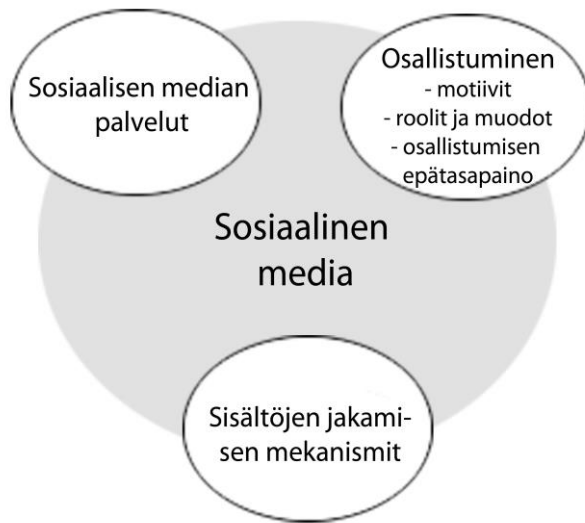 Sosiaalisen median
palvelut
Osallistuminen
- motiivit
- roolit ja muodot
- osallistumisen
epätasapaino
Sosiaalinen
media
Sisältöjen jakami-
sen mekanismit